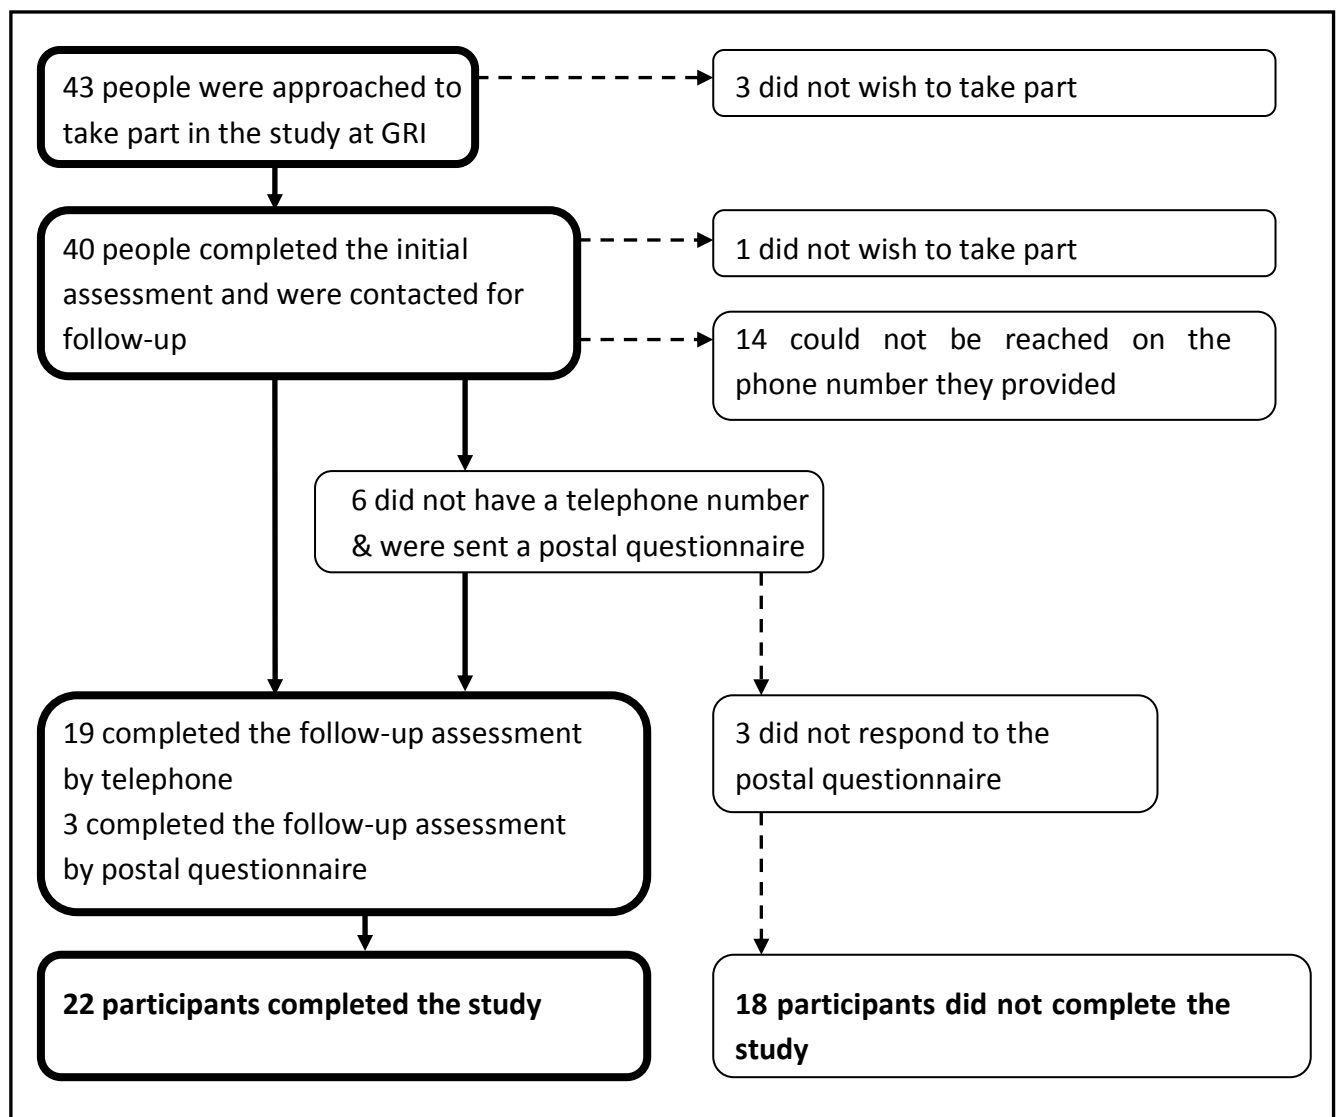 43 people were approached to
take part in the study at GRI
3 did not wish to take part
40 people completed the initial
assessment and were contacted for
follow-up
1 did not wish to take part
14 could not be reached on the
phone number they provided
6 did not have a telephone number
& were sent a postal questionnaire
19 completed the follow-up assessment
by telephone
3 completed the follow-up assessment
by postal questionnaire
3 did not respond to the
postal questionnaire
22 participants completed the study
18 participants did not complete the
study